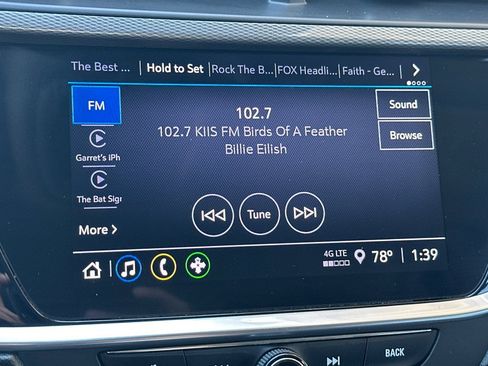 The Best ... Hold to Set Rock The B... FOX Headli... Faith - Ge...
FM
102.7
Sound
102.7 KIIS FM Birds Of A Feather
Browse
Billie Eilish
Garret's iPh
The Bat Sigr
Tune
More >
4G LTE
78° 1:39
BACK